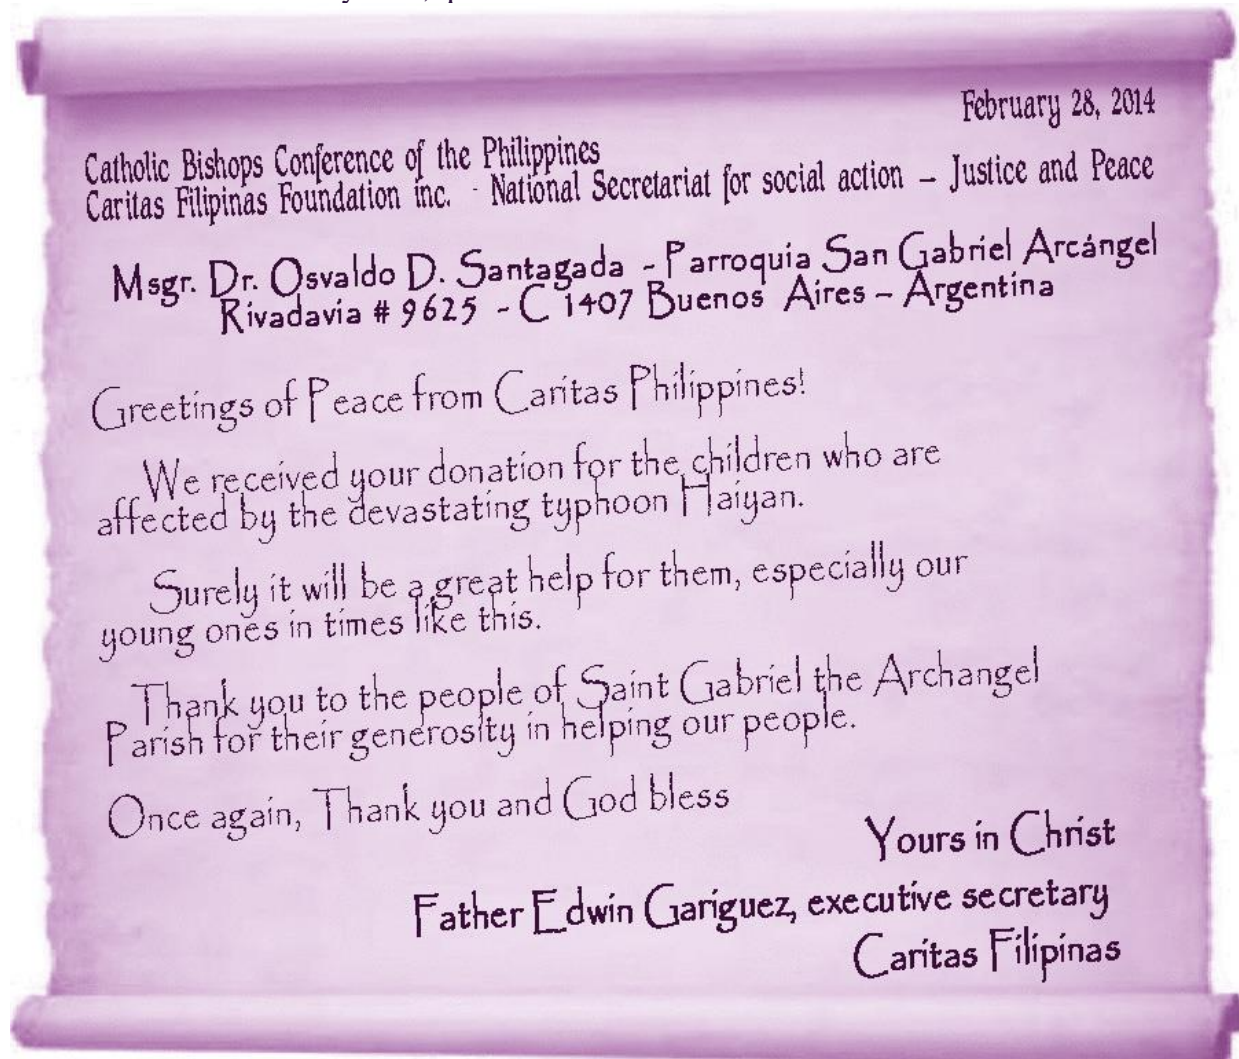 February 28, 2014
Catholic Bishops Conference of the Philippines
Caritas Filipinas Foundation inc. - National Secretariat for social action – Justice and Peace
Msgr. Dr. Osvaldo D. Santagada - Parroquia San Gabriel Arcángel
Rivadavia # 9625 - C 1407 Buenos Aires – Argentina
Greetings of Peace from Caritas Philippines!
We received your donation for the children who are
affected by the devastating typhoon Haiyan.
Surely it will be a great help for them, especially our
young ones in times like this.
Thank you to the people of Saint Gabriel the Archangel
Parish for their generosity in helping our people.
Once again, Thank you and God bless
Yours in Christ
Father Edwin Gariguez, executive secretary
Caritas Filipinas